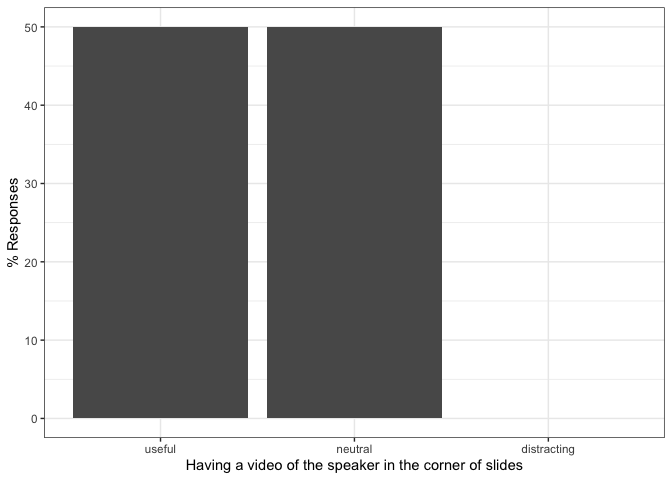 50
40
30
20
10
0
% Responses
useful neutral distracting
Having a video of the speaker in the corner of slides